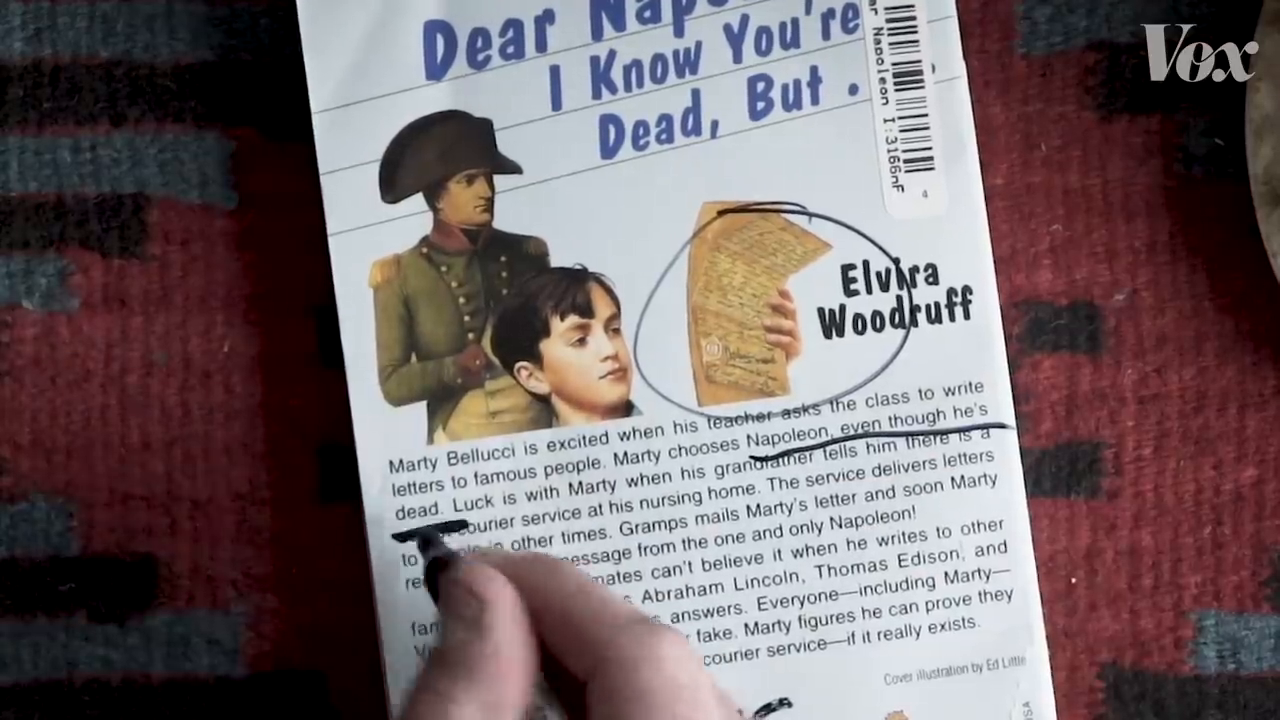 Vox
Dear Nap
I Know You're
Dead, But .
ar Napoleon I:3166nF
4
Elvira
Woodruff
Marty Bellucci is excited when his teacher asks the class to write
letters to famous people. Marty chooses Napoleon, even though he's
dead. Luck is with Marty when his grandfather tells him there is a
courier service at his nursing home. The service delivers letters
to in other times. Gramps mails Marty's letter and soon Marty
re message from the one and only Napoleon!
mates can't believe it when he writes to other
fam s Abraham Lincoln, Thomas Edison, and
answers. Everyone—including Marty—
fake. Marty figures he can prove they
courier service—if it really exists.
Cover illustration by Ed Little
USA